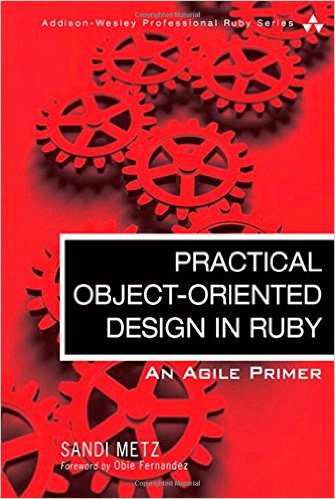 Addison-Wesley Professional Ruby Series
PRACTICAL
OBJECT-ORIENTED
DESIGN IN RUBY
AN AGILE PRIMER
SANDI METZ
Foreword by Obie Fernandez